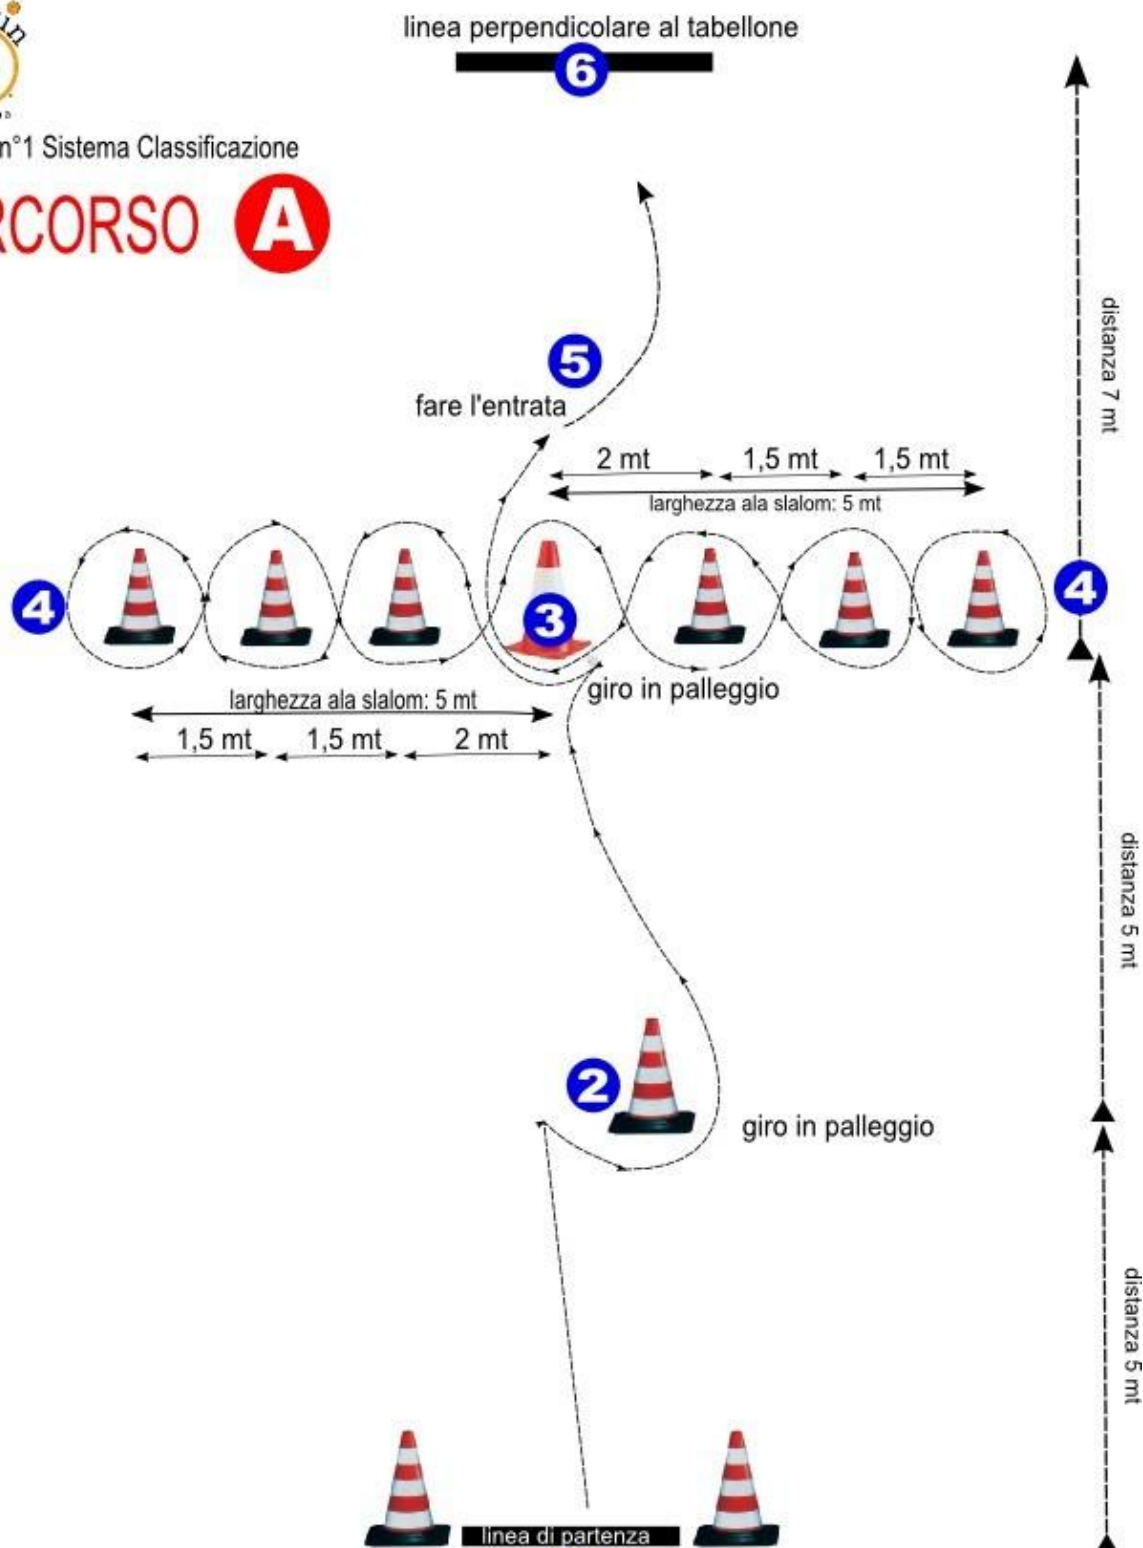 linea perpendicolare al tabellone
6
n°1 Sistema Classificazione
RCORSO A
distanza 7 mt
5
fare l'entrata
2 mt 1,5 mt 1,5 mt
larghezza ala slalom: 5 mt
4 3 4
giro in palleggio
larghezza ala slalom: 5 mt
1,5 mt 1,5 mt 2 mt
distanza 5 mt
2
giro in palleggio
distanza 5 mt
linea di partenza